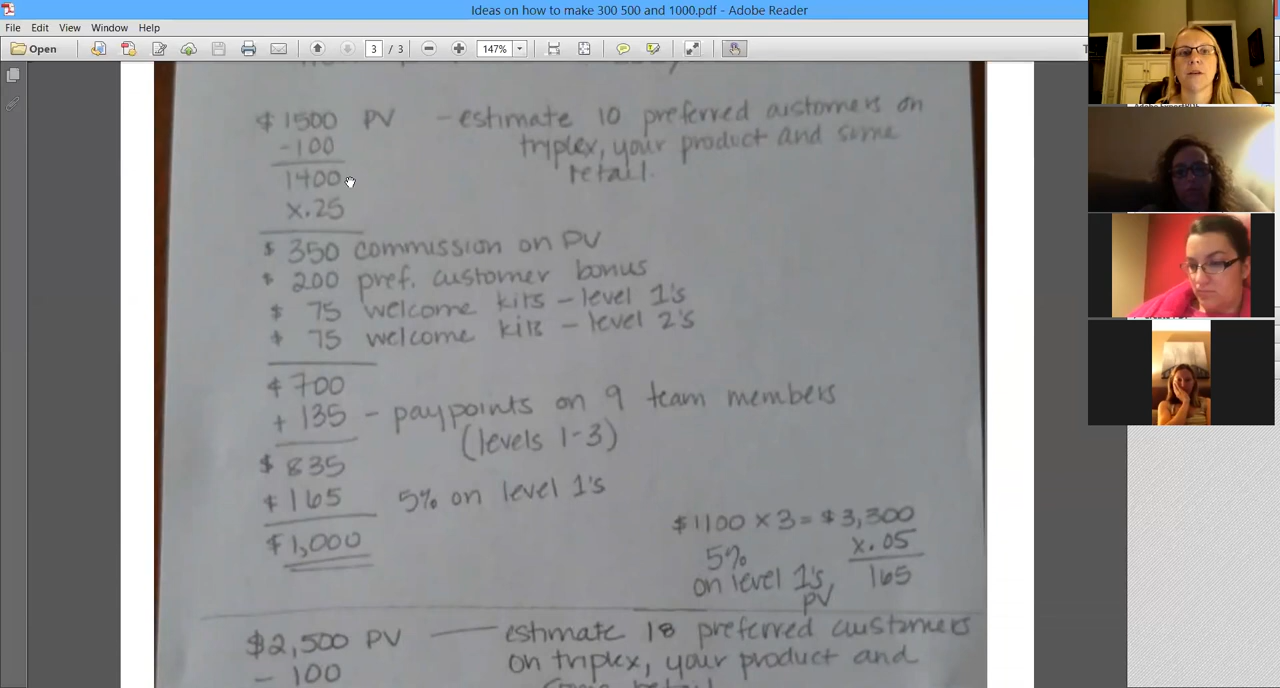 Ideas on how to make 300 500 and 1000.pdf - Adobe Reader
File Edit View Window Help
Open 3 / 3 147%
$1500 PV - estimate 10 preferred customers on
-100 triplex, your product and some
1400 retail.
x.25
$ 350 commission on PV
$ 200 pref. customer bonus
$ 75 welcome kits - level 1's
$ 75 welcome kits - level 2's
$700
+ 135 - paypoints on 9 team members
(levels 1-3)
$ 835
$ 165 5% on level 1's
$1,000
$1100 x 3 = $3,300
5% x.05
on level 1's 165
PV
$2,500 PV — estimate 18 preferred customers
- 100 on triplex, your product and
some retail